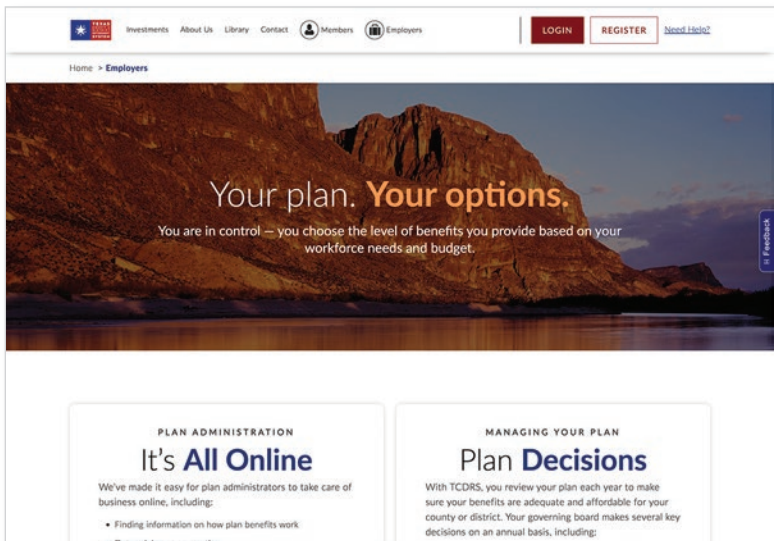 TEXAS
SYSTEM
Investments About Us Library Contact Members Employers
LOGIN REGISTER Need Help?
Home > Employers
Your plan. Your options.
You are in control — you choose the level of benefits you provide based on your
workforce needs and budget.
Feedback
PLAN ADMINISTRATION
It's All Online
We've made it easy for plan administrators to take care of
business online, including:
• Finding information on how plan benefits work
MANAGING YOUR PLAN
Plan Decisions
With TCDRS, you review your plan each year to make
sure your benefits are adequate and affordable for your
county or district. Your governing board makes several key
decisions on an annual basis, including: